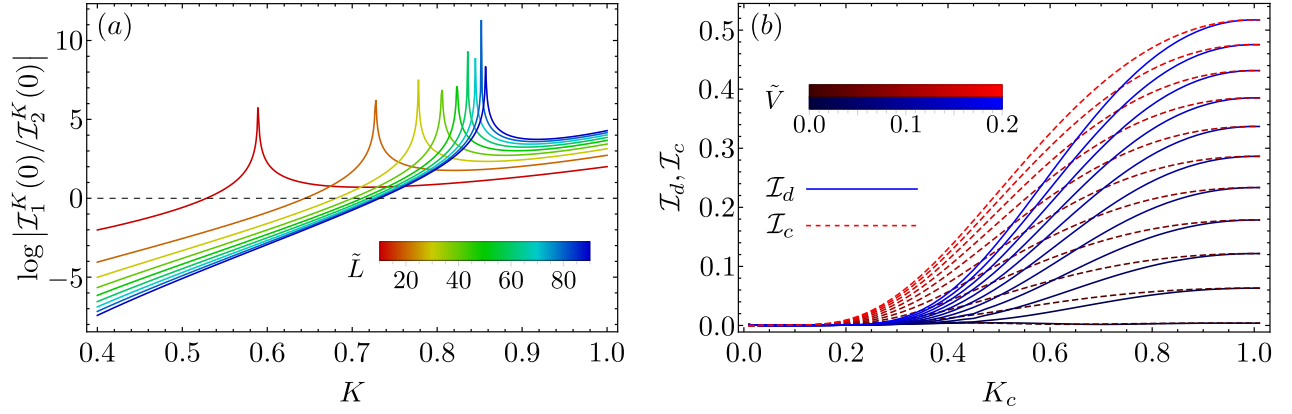 (a)
log |ℐ₁ᴷ(0)/ℐ₂ᴷ(0)|
10
5
0
−5
0.4 0.5 0.6 0.7 0.8 0.9 1.0
K
L̃
20 40 60 80
(b)
ℐ_d, ℐ_c
0.5
0.4
0.3
0.2
0.1
0.0
0.0 0.2 0.4 0.6 0.8 1.0
K_c
Ṽ
0.0 0.1 0.2
ℐ_d
ℐ_c